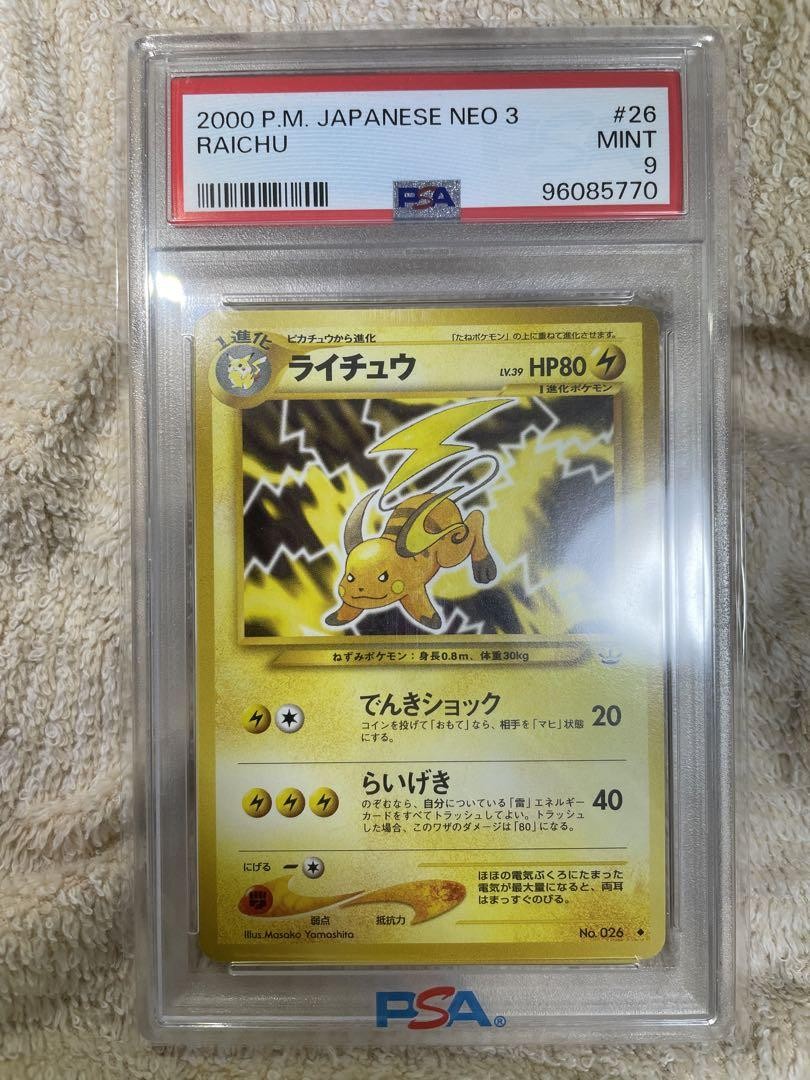 2000 P.M. JAPANESE NEO 3 #26
RAICHU MINT
9
PSA 96085770
1進化 ピカチュウから進化 「たねポケモン」の上に重ねて進化させます。
ライチュウ LV.39 HP80
1進化ポケモン
ねずみポケモン：身長0.8m、体重30kg
でんきショック 20
コインを投げて「おもて」なら、相手を「マヒ」状態
にする。
らいげき 40
のぞむなら、自分についている「雷」エネルギー
カードをすべてトラッシュしてよい。トラッシュ
した場合、このワザのダメージは「80」になる。
にげる
ほほの電気ぶくろにたまった
電気が最大量になると、両耳
はまっすぐのびる。
弱点 抵抗力
Illus.Masako Yamashita No. 026
PSA®